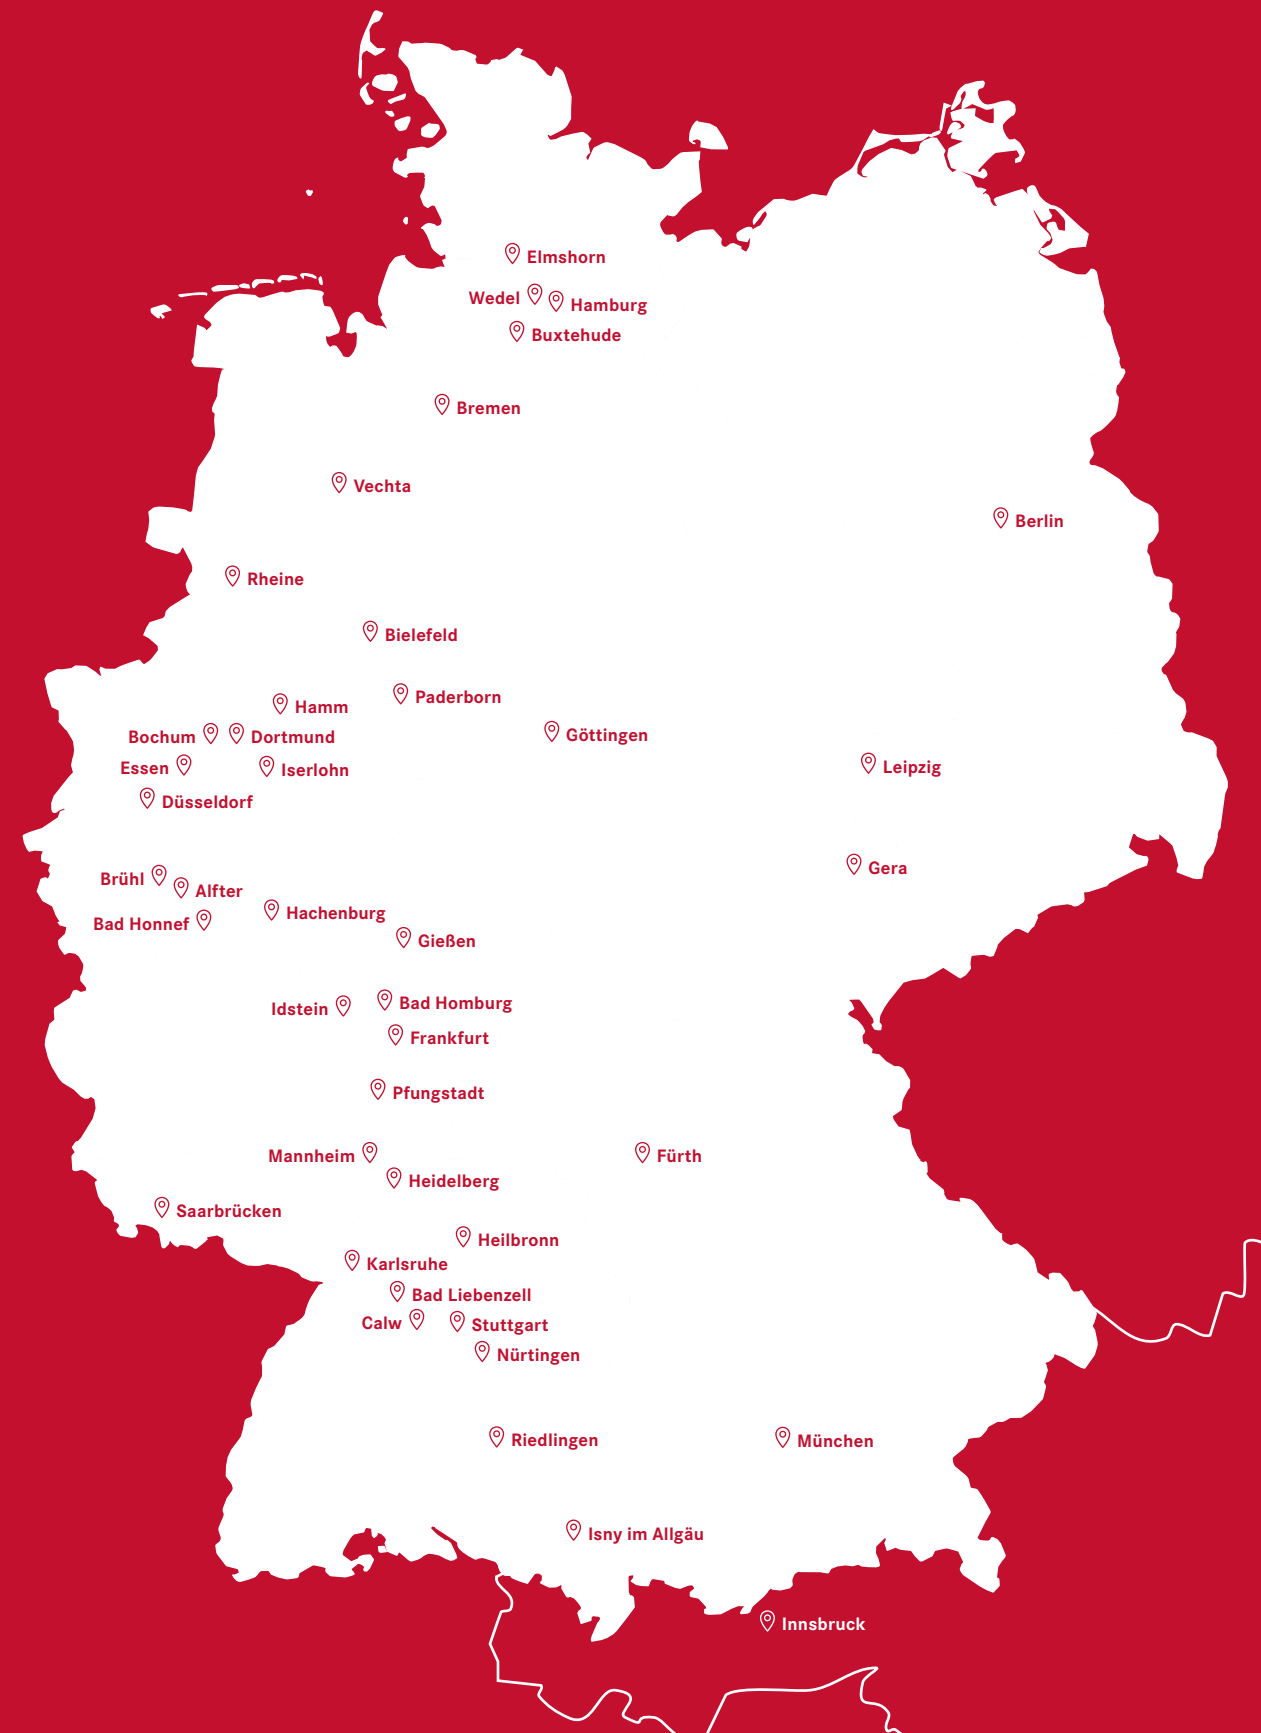 Elmshorn
Wedel
Hamburg
Buxtehude
Bremen
Vechta
Berlin
Rheine
Bielefeld
Paderborn
Hamm
Göttingen
Bochum
Dortmund
Essen
Iserlohn
Leipzig
Düsseldorf
Gera
Brühl
Alfter
Hachenburg
Bad Honnef
Gießen
Bad Homburg
Idstein
Frankfurt
Pfungstadt
Mannheim
Fürth
Heidelberg
Saarbrücken
Heilbronn
Karlsruhe
Bad Liebenzell
Calw
Stuttgart
Nürtingen
Riedlingen
München
Isny im Allgäu
Innsbruck